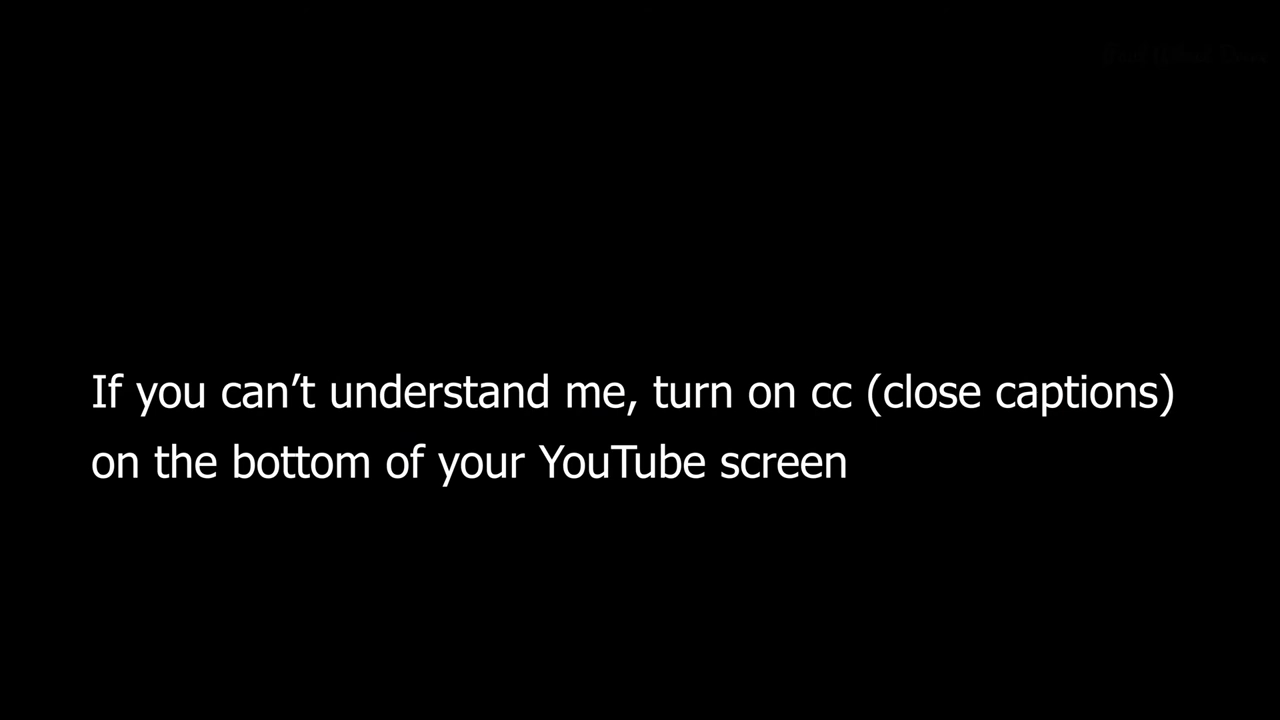 If you can’t understand me, turn on cc (close captions)
on the bottom of your YouTube screen